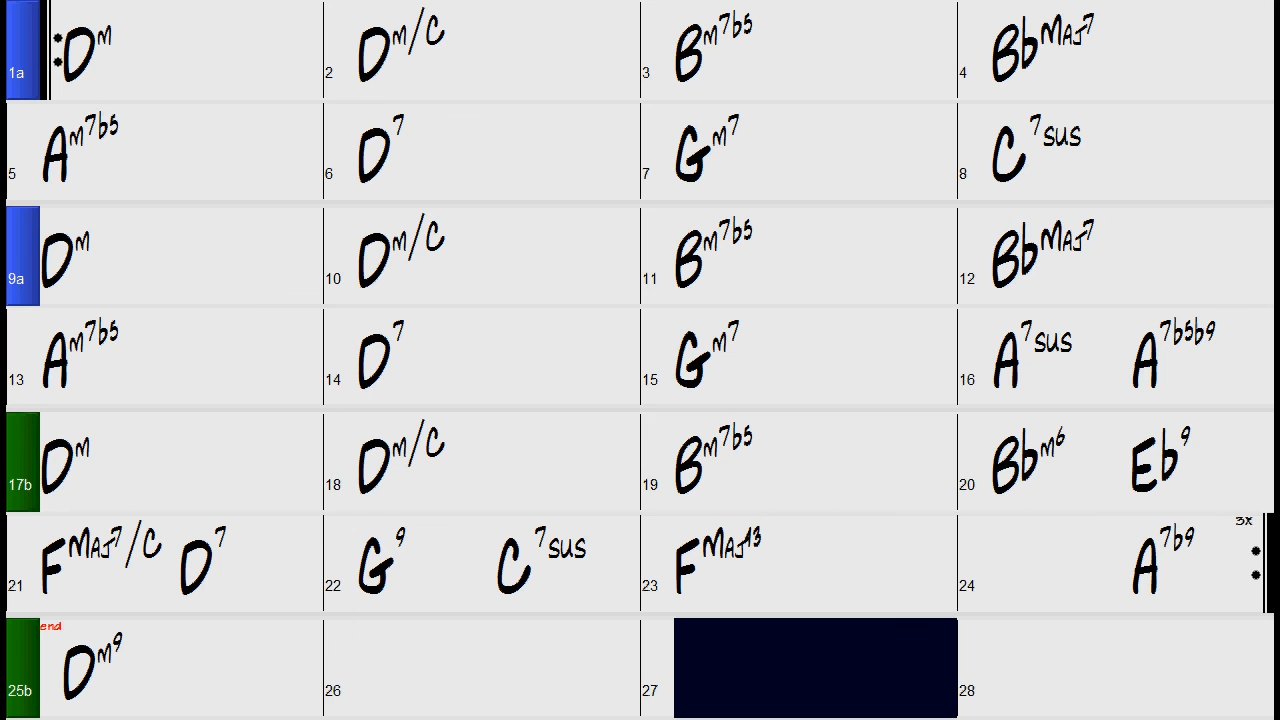 1a Dm 2 Dm/C 3 Bm7b5 4 BbMAJ7
5 Am7b5 6 D7 7 Gm7 8 C7sus
9a Dm 10 Dm/C 11 Bm7b5 12 BbMAJ7
13 Am7b5 14 D7 15 Gm7 16 A7sus A7b5b9
17b Dm 18 Dm/C 19 Bm7b5 20 Bbm6 Eb9
21 FMAJ7/C D7 22 G9 C7sus 23 FMAJ13 24 A7b9 3x
25b end Dm9 26 27 28